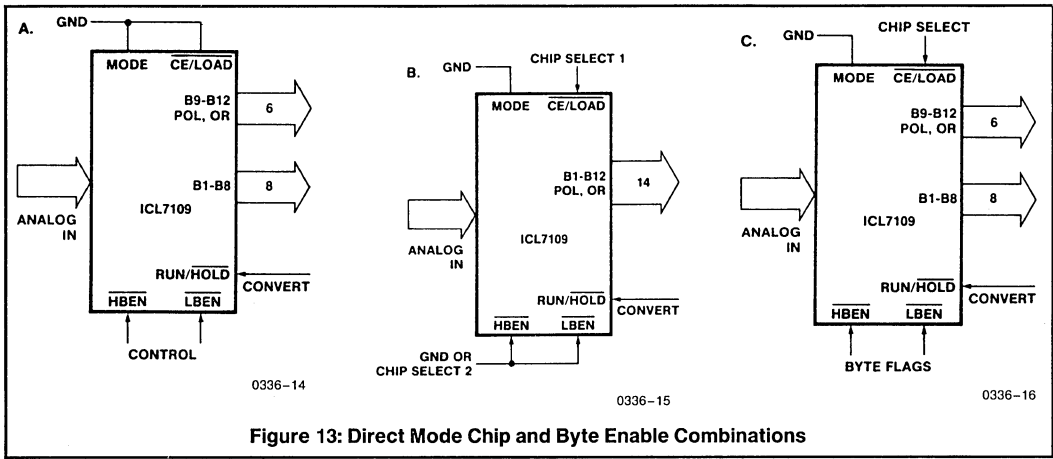 A.
GND
MODE CE/LOAD
B9-B12
POL, OR
6
B1-B8
8
ANALOG
IN
ICL7109
RUN/HOLD
CONVERT
HBEN LBEN
CONTROL
0336-14
B.
GND
CHIP SELECT 1
MODE CE/LOAD
B1-B12
POL, OR
14
ANALOG
IN
ICL7109
RUN/HOLD
CONVERT
HBEN LBEN
GND OR
CHIP SELECT 2
0336-15
C.
GND
CHIP SELECT
MODE CE/LOAD
B9-B12
POL, OR
6
B1-B8
8
ANALOG
IN
ICL7109
RUN/HOLD
CONVERT
HBEN LBEN
BYTE FLAGS
0336-16
Figure 13: Direct Mode Chip and Byte Enable Combinations